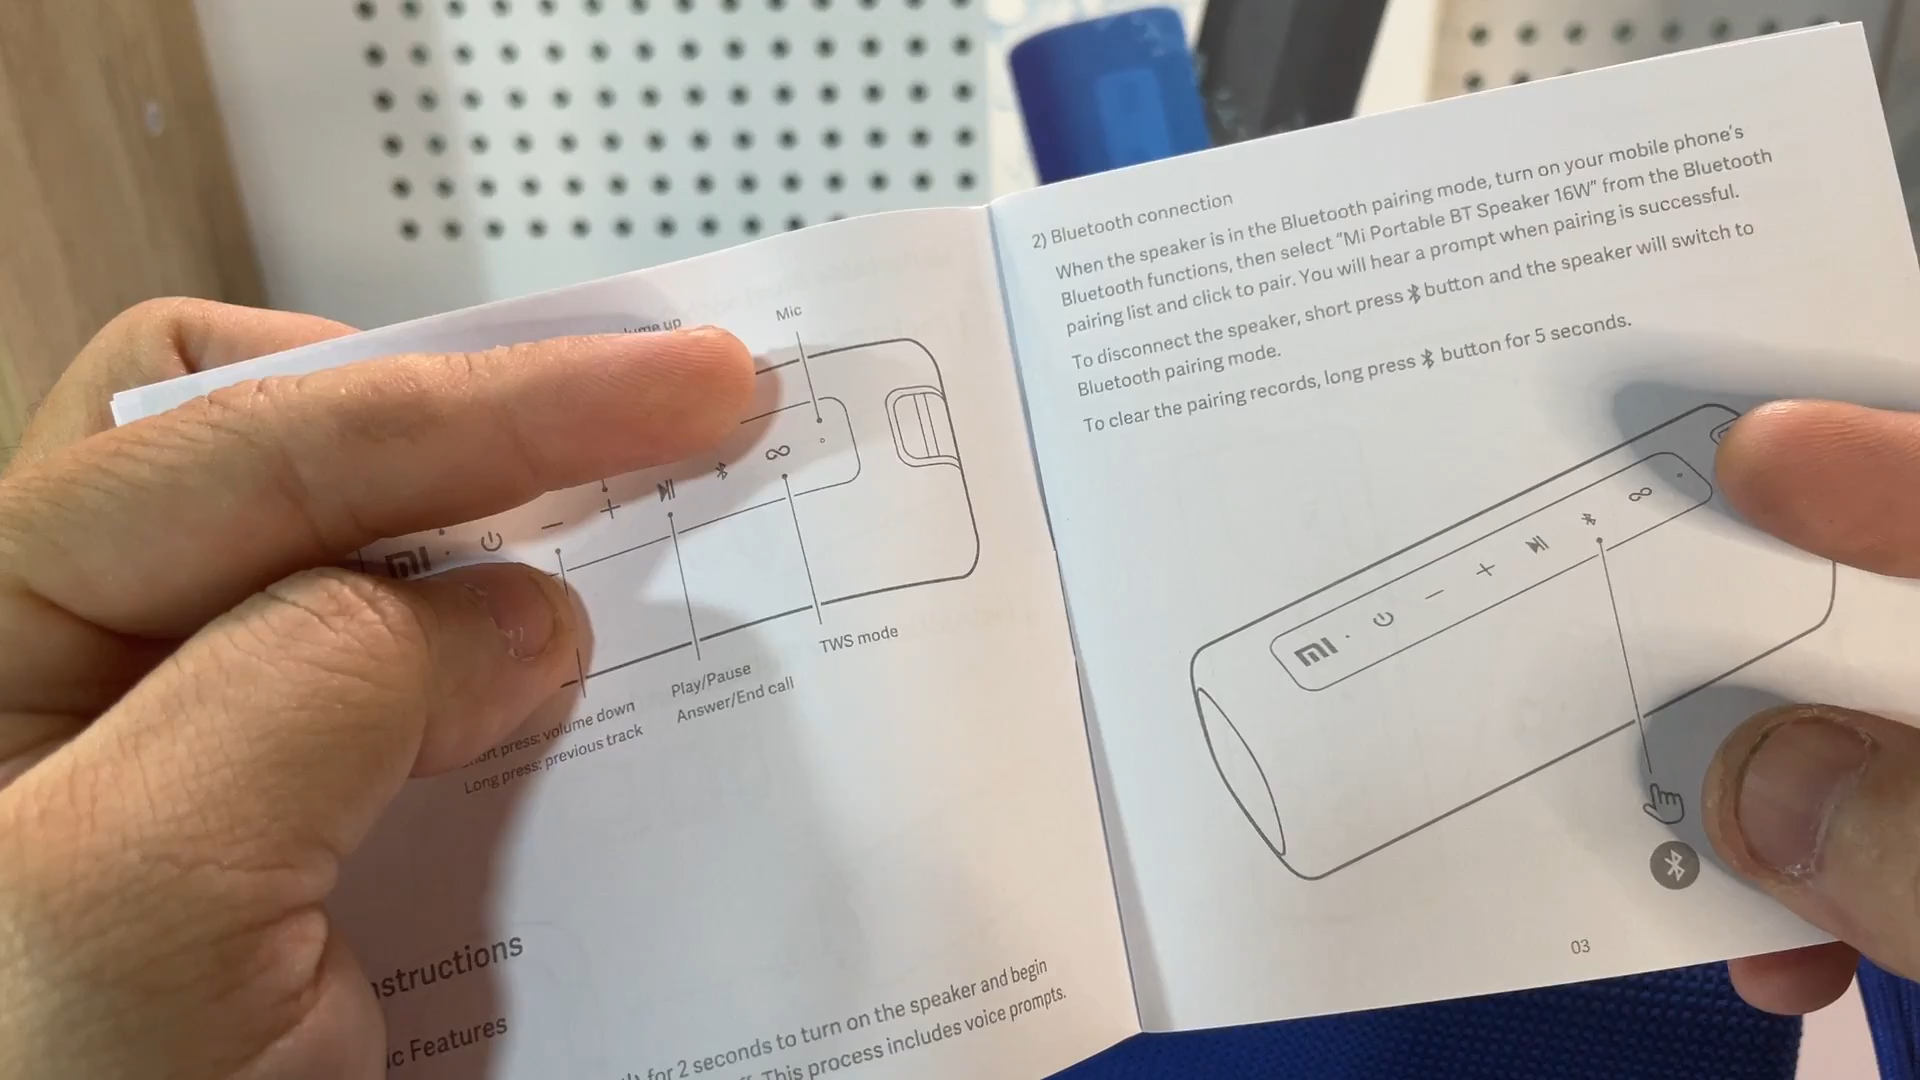 up
Mic
mi
TWS mode
Play/Pause
Answer/End call
press: volume down
Long press: previous track
Features
for 2 seconds to turn on the speaker and begin
This process includes voice prompts.
2) Bluetooth connection
When the speaker is in the Bluetooth pairing mode, turn on your mobile phone's
Bluetooth functions, then select "Mi Portable BT Speaker 16W" from the Bluetooth
pairing list and click to pair. You will hear a prompt when pairing is successful.
To disconnect the speaker, short press button and the speaker will switch to
Bluetooth pairing mode.
To clear the pairing records, long press button for 5 seconds.
mi
03